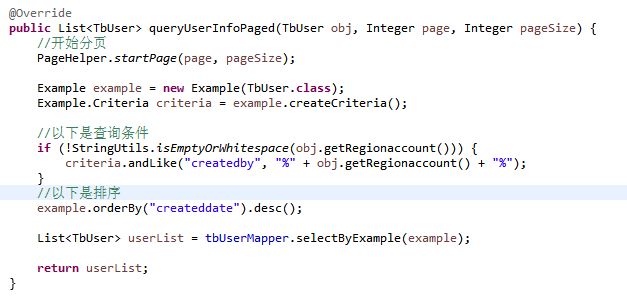 @Override
public List<TbUser> queryUserInfoPaged(TbUser obj, Integer page, Integer pageSize) {
//开始分页
PageHelper.startPage(page, pageSize);
Example example = new Example(TbUser.class);
Example.Criteria criteria = example.createCriteria();
//以下是查询条件
if (!StringUtils.isEmptyOrWhitespace(obj.getRegionaccount())) {
criteria.andLike("createdby", "%" + obj.getRegionaccount() + "%");
}
//以下是排序
example.orderBy("createddate").desc();
List<TbUser> userList = tbUserMapper.selectByExample(example);
return userList;
}